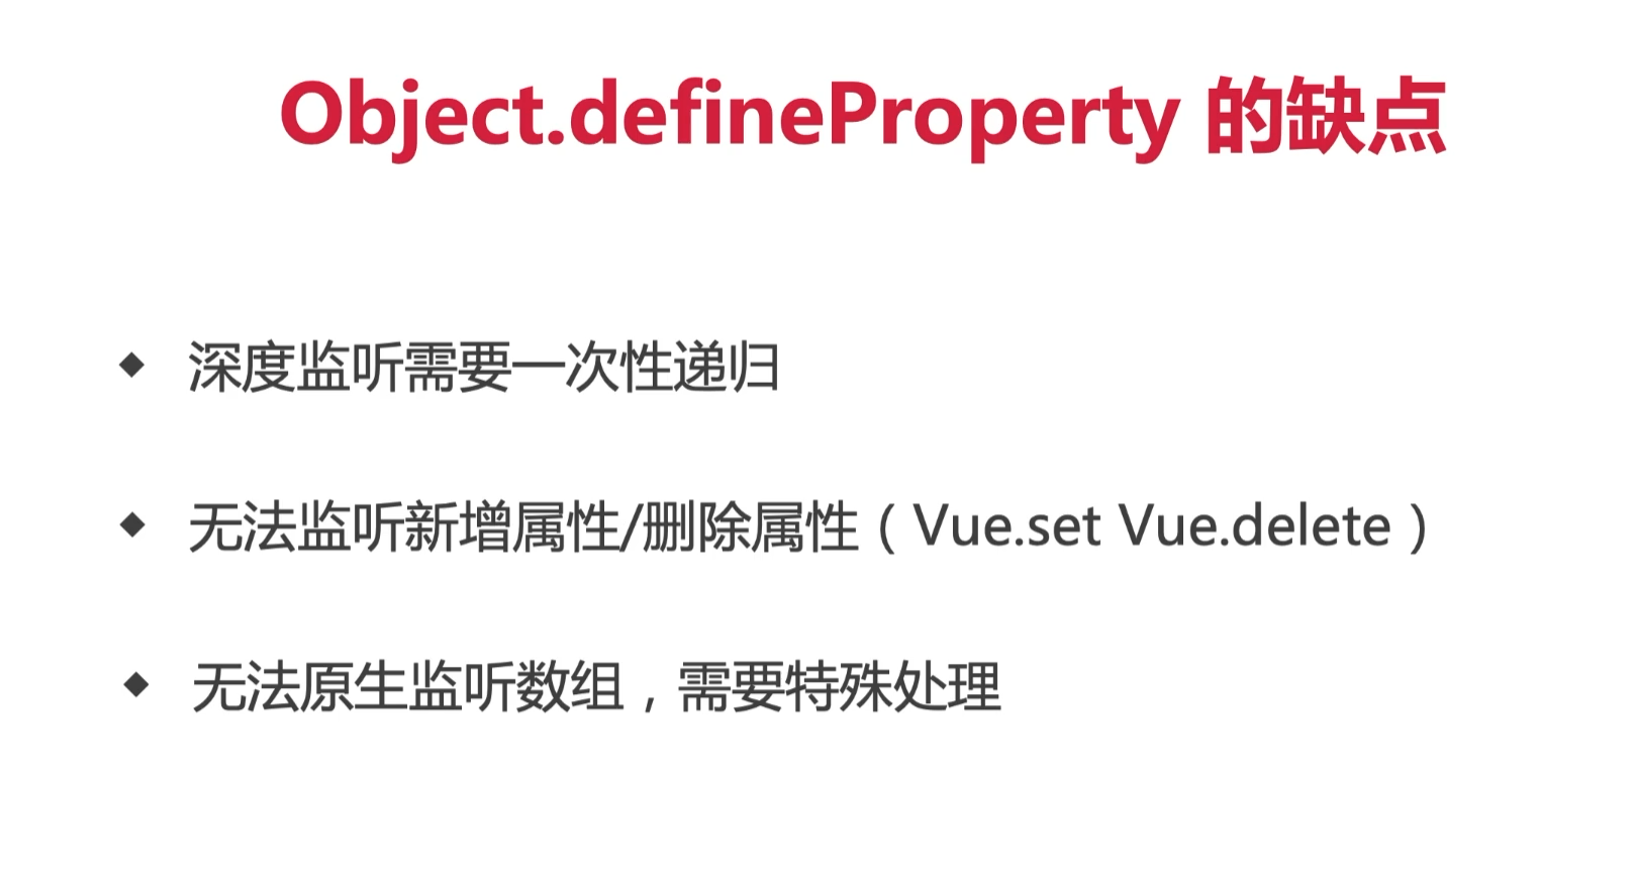 Object.defineProperty 的缺点
◆ 深度监听需要一次性递归
◆ 无法监听新增属性/删除属性（Vue.set Vue.delete）
◆ 无法原生监听数组，需要特殊处理